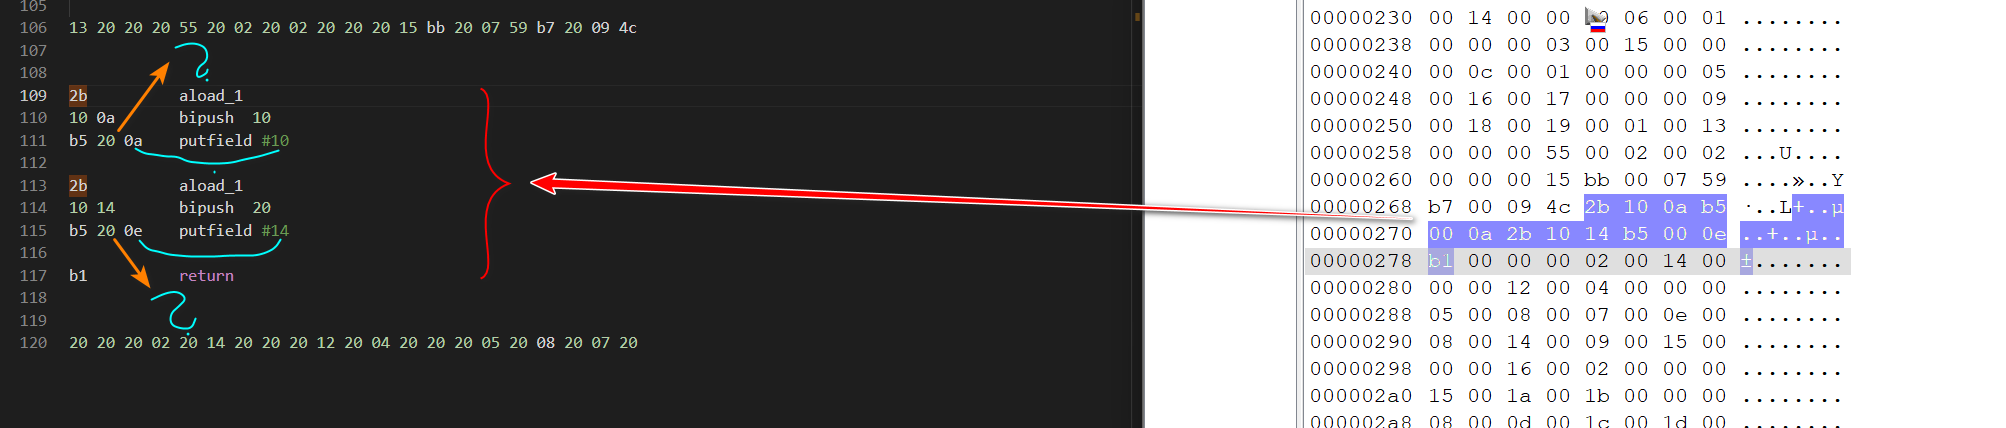 105
106 13 20 20 20 55 20 02 20 02 20 20 20 15 bb 20 07 59 b7 20 09 4c
107
108
109 2b aload_1
110 10 0a bipush 10
111 b5 20 0a putfield #10
112
113 2b aload_1
114 10 14 bipush 20
115 b5 20 0e putfield #14
116
117 b1 return
118
119
120 20 20 20 02 20 14 20 20 20 12 20 04 20 20 20 05 20 08 20 07 20
?
?
00000230 00 14 00 00 06 00 01 ........
00000238 00 00 00 03 00 15 00 00 ........
00000240 00 0c 00 01 00 00 00 05 ........
00000248 00 16 00 17 00 00 00 09 ........
00000250 00 18 00 19 00 01 00 13 ........
00000258 00 00 00 55 00 02 00 02 ...U....
00000260 00 00 00 15 bb 00 07 59 ....»..Y
00000268 b7 00 09 4c 2b 10 0a b5 ·..L+..µ
00000270 00 0a 2b 10 14 b5 00 0e ..+..µ..
00000278 b1 00 00 00 02 00 14 00 ±.......
00000280 00 00 12 00 04 00 00 00 ........
00000288 05 00 08 00 07 00 0e 00 ........
00000290 08 00 14 00 09 00 15 00 ........
00000298 00 00 16 00 02 00 00 00 ........
000002a0 15 00 1a 00 1b 00 00 00 ........
000002a8 08 00 0d 00 1c 00 1d 00 ........